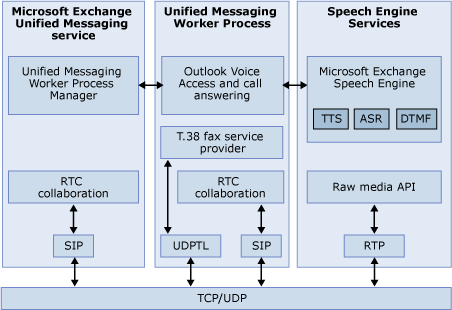 Microsoft Exchange
Unified Messaging
service
Unified Messaging
Worker Process
Manager
RTC
collaboration
SIP
Unified Messaging
Worker Process
Outlook Voice
Access and call
answering
T.38 fax service
provider
RTC
collaboration
UDPTL
SIP
Speech Engine
Services
Microsoft Exchange
Speech Engine
TTS
ASR
DTMF
Raw media API
RTP
TCP/UDP